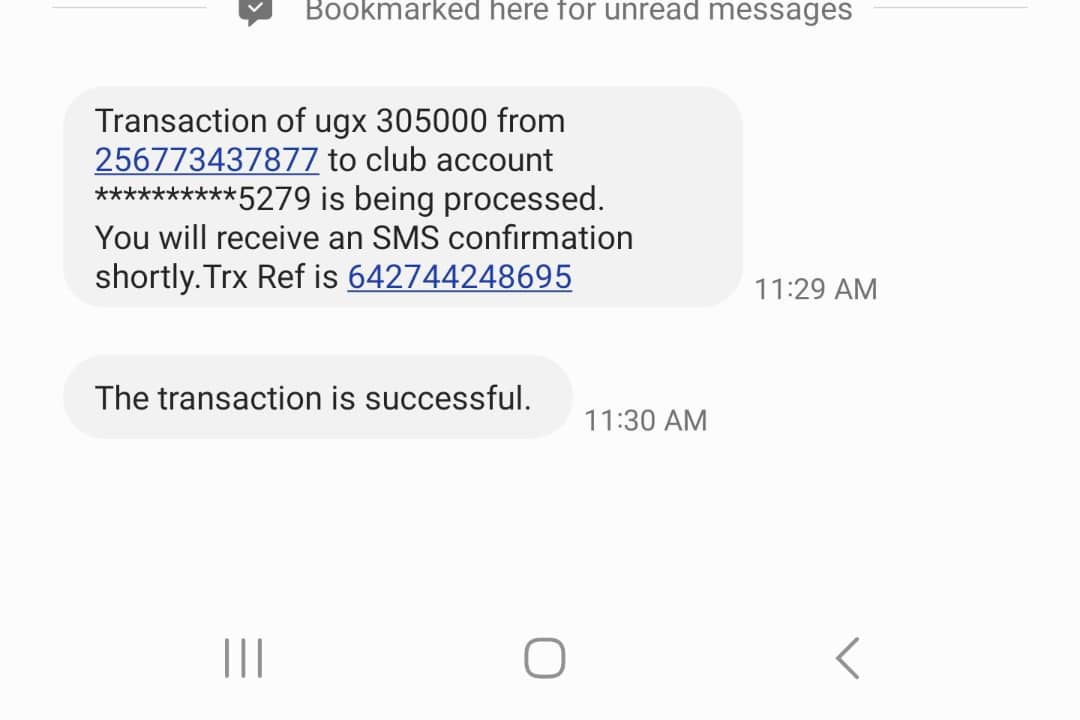 Bookmarked here for unread messages
Transaction of ugx 305000 from
256773437877 to club account
**********5279 is being processed.
You will receive an SMS confirmation
shortly.Trx Ref is 642744248695
11:29 AM
The transaction is successful.
11:30 AM